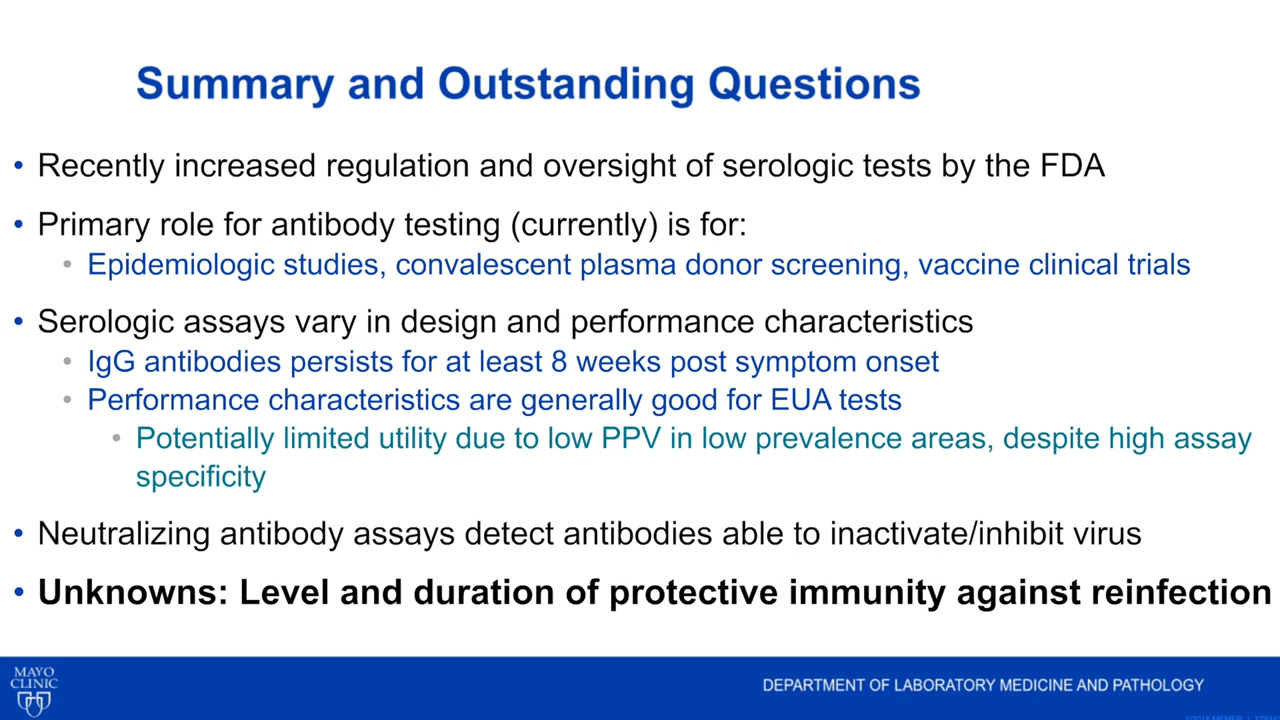 Summary and Outstanding Questions
• Recently increased regulation and oversight of serologic tests by the FDA
• Primary role for antibody testing (currently) is for:
• Epidemiologic studies, convalescent plasma donor screening, vaccine clinical trials
• Serologic assays vary in design and performance characteristics
• IgG antibodies persists for at least 8 weeks post symptom onset
• Performance characteristics are generally good for EUA tests
• Potentially limited utility due to low PPV in low prevalence areas, despite high assay
specificity
• Neutralizing antibody assays detect antibodies able to inactivate/inhibit virus
• Unknowns: Level and duration of protective immunity against reinfection
MAYO
CLINIC
DEPARTMENT OF LABORATORY MEDICINE AND PATHOLOGY